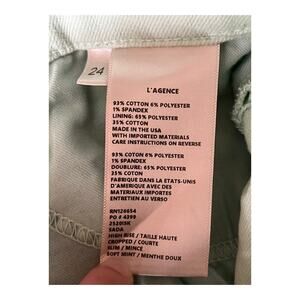 24
L'AGENCE
93% COTTON 6% POLYESTER
1% SPANDEX
LINING: 65% POLYESTER
35% COTTON
MADE IN THE USA
WITH IMPORTED MATERIALS
CARE INSTRUCTIONS ON REVERSE
93% COTON 6% POLYESTER
1% SPANDEX
DOUBLURE: 65% POLYESTER
35% COTON
FABRIQUE DANS LA ETATS-UNIS
D'AMERIQUE AVEC DES
MATERIAUX IMPORTES
ENTRETIEN AU VERSO
RN126654
PO # 4399
2520ISK
SADA
HIGH RISE / TAILLE HAUTE
CROPPED / COURTE
SLIM / MINCE
SOFT MINT / MENTHE DOUX